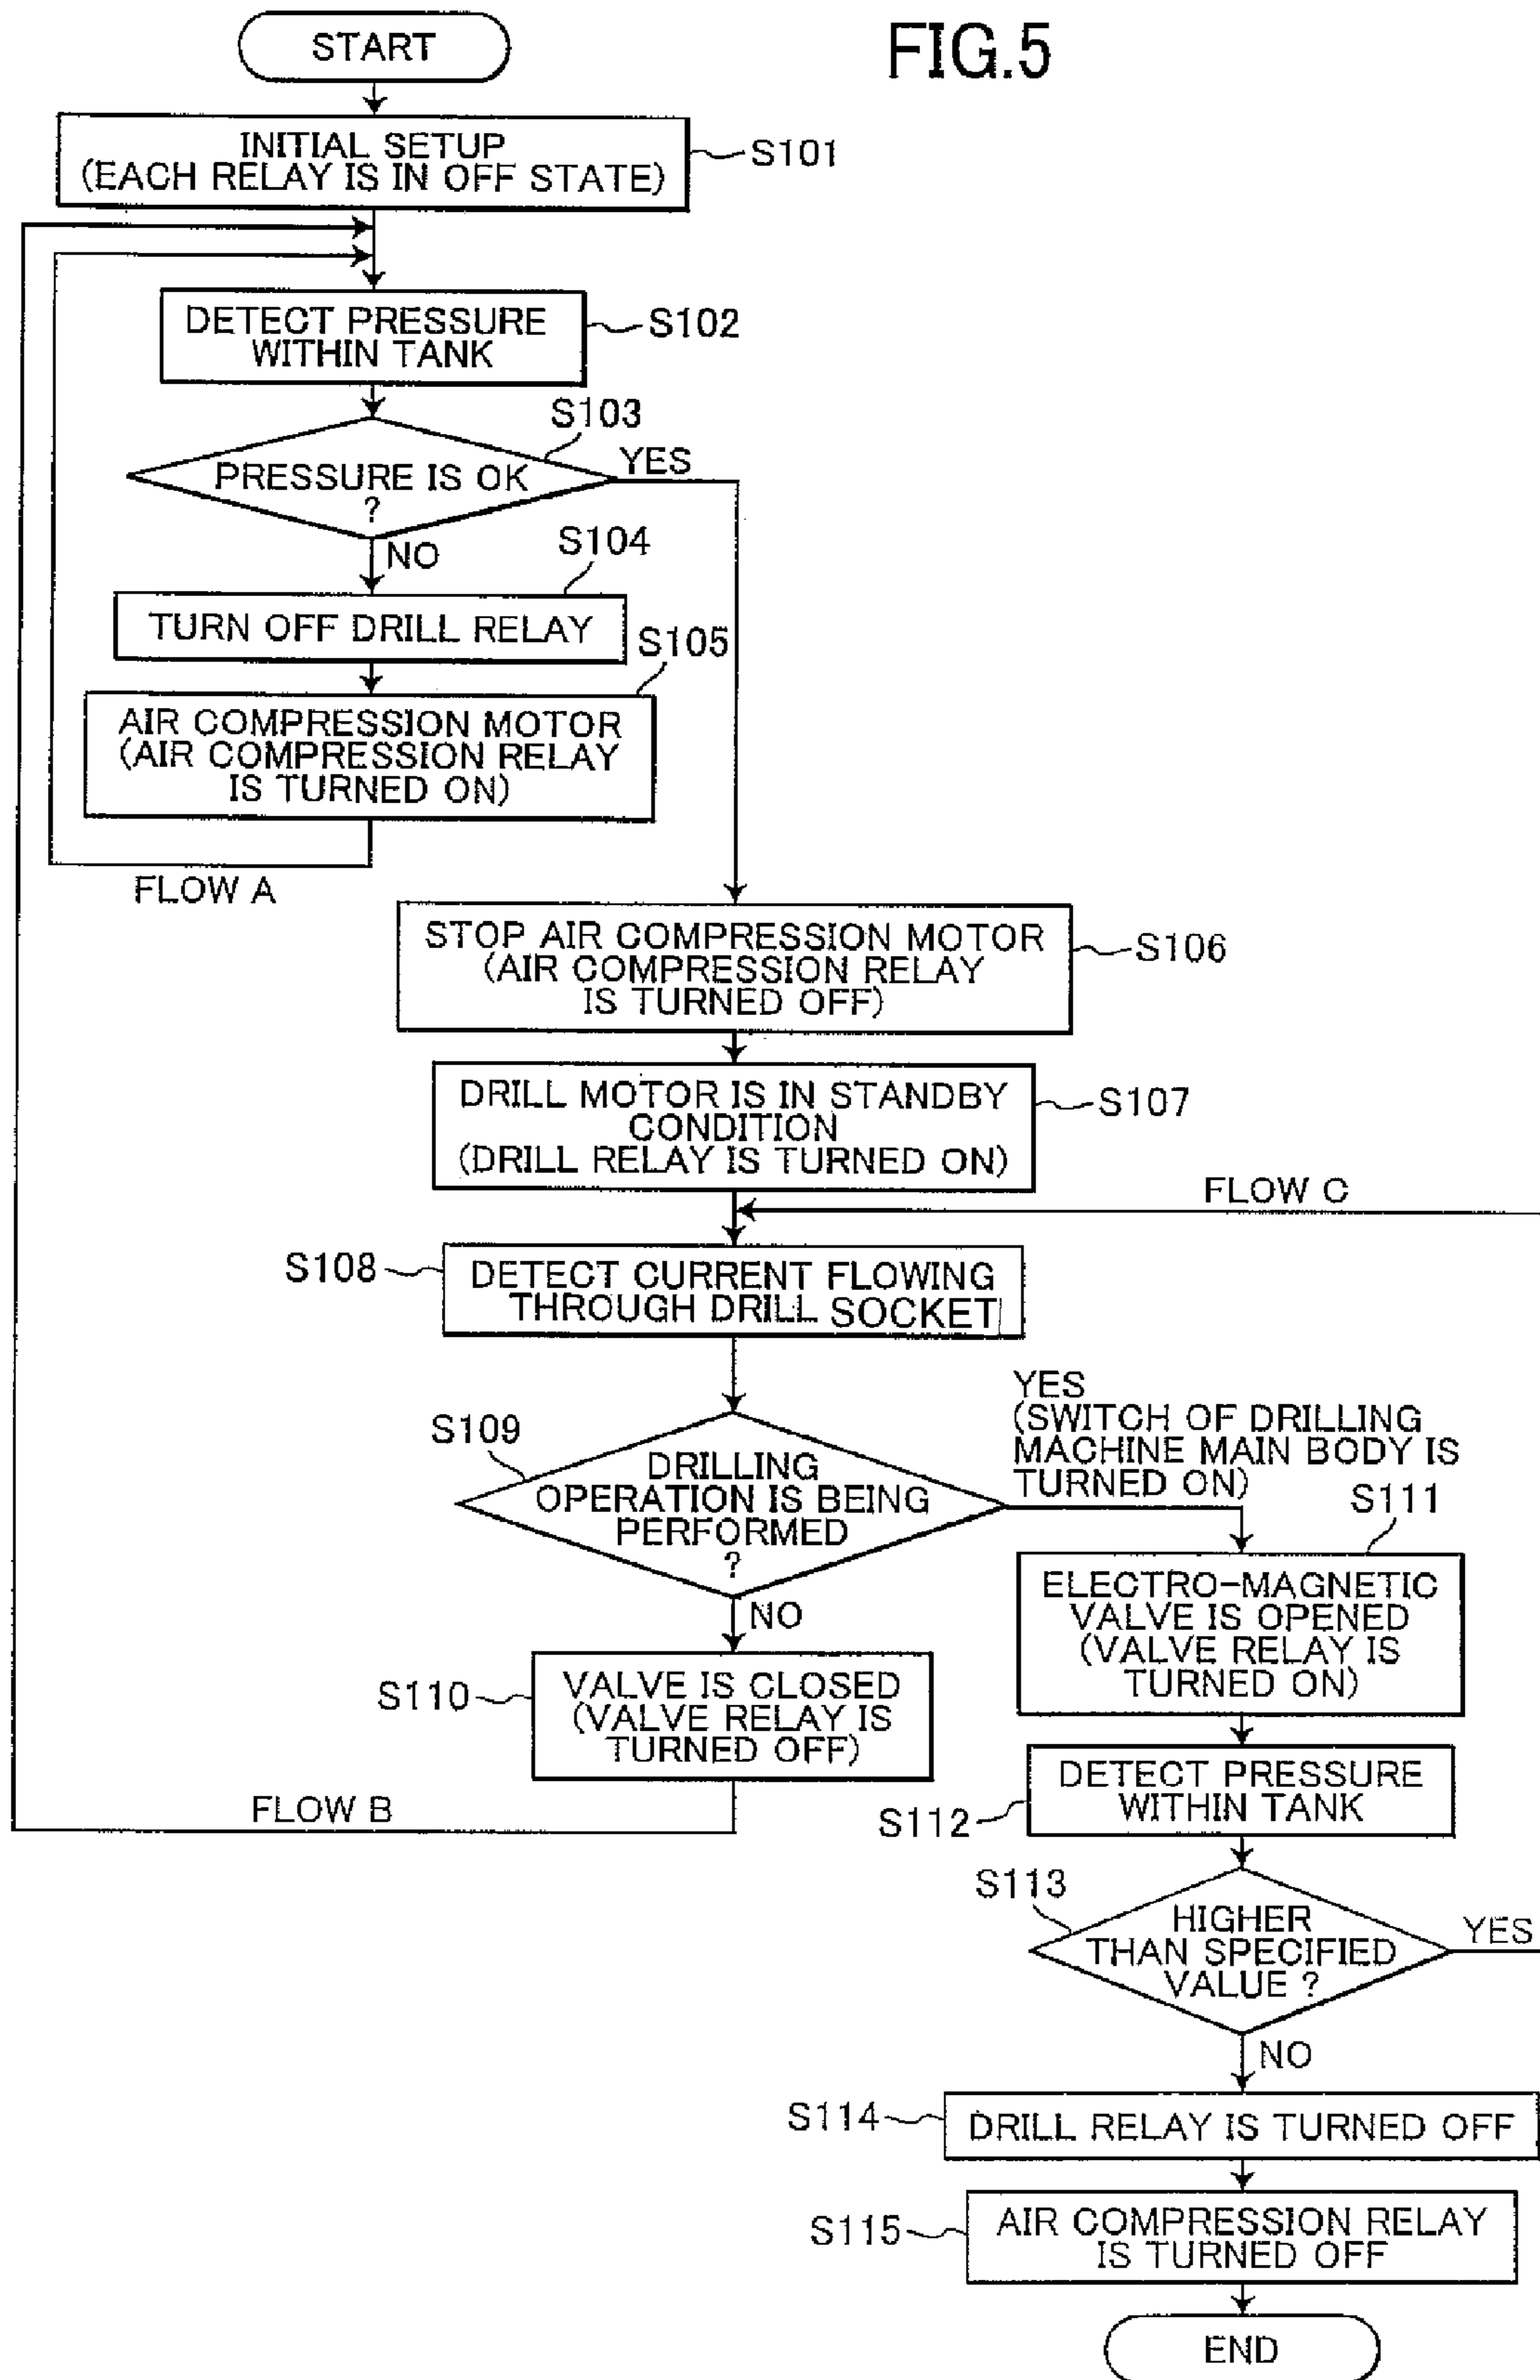 FIG.5
START
INITIAL SETUP
(EACH RELAY IS IN OFF STATE)
S101
DETECT PRESSURE
WITHIN TANK
S102
S103
PRESSURE IS OK
?
YES
NO
S104
TURN OFF DRILL RELAY
S105
AIR COMPRESSION MOTOR
(AIR COMPRESSION RELAY
IS TURNED ON)
FLOW A
STOP AIR COMPRESSION MOTOR
(AIR COMPRESSION RELAY
IS TURNED OFF)
S106
DRILL MOTOR IS IN STANDBY
CONDITION
(DRILL RELAY IS TURNED ON)
S107
FLOW C
S108
DETECT CURRENT FLOWING
THROUGH DRILL SOCKET
S109
DRILLING
OPERATION IS BEING
PERFORMED
?
YES
(SWITCH OF DRILLING
MACHINE MAIN BODY IS
TURNED ON)
NO
S110
VALVE IS CLOSED
(VALVE RELAY IS
TURNED OFF)
FLOW B
S111
ELECTRO-MAGNETIC
VALVE IS OPENED
(VALVE RELAY IS
TURNED ON)
S112
DETECT PRESSURE
WITHIN TANK
S113
HIGHER
THAN SPECIFIED
VALUE ?
YES
NO
S114
DRILL RELAY IS TURNED OFF
S115
AIR COMPRESSION RELAY
IS TURNED OFF
END